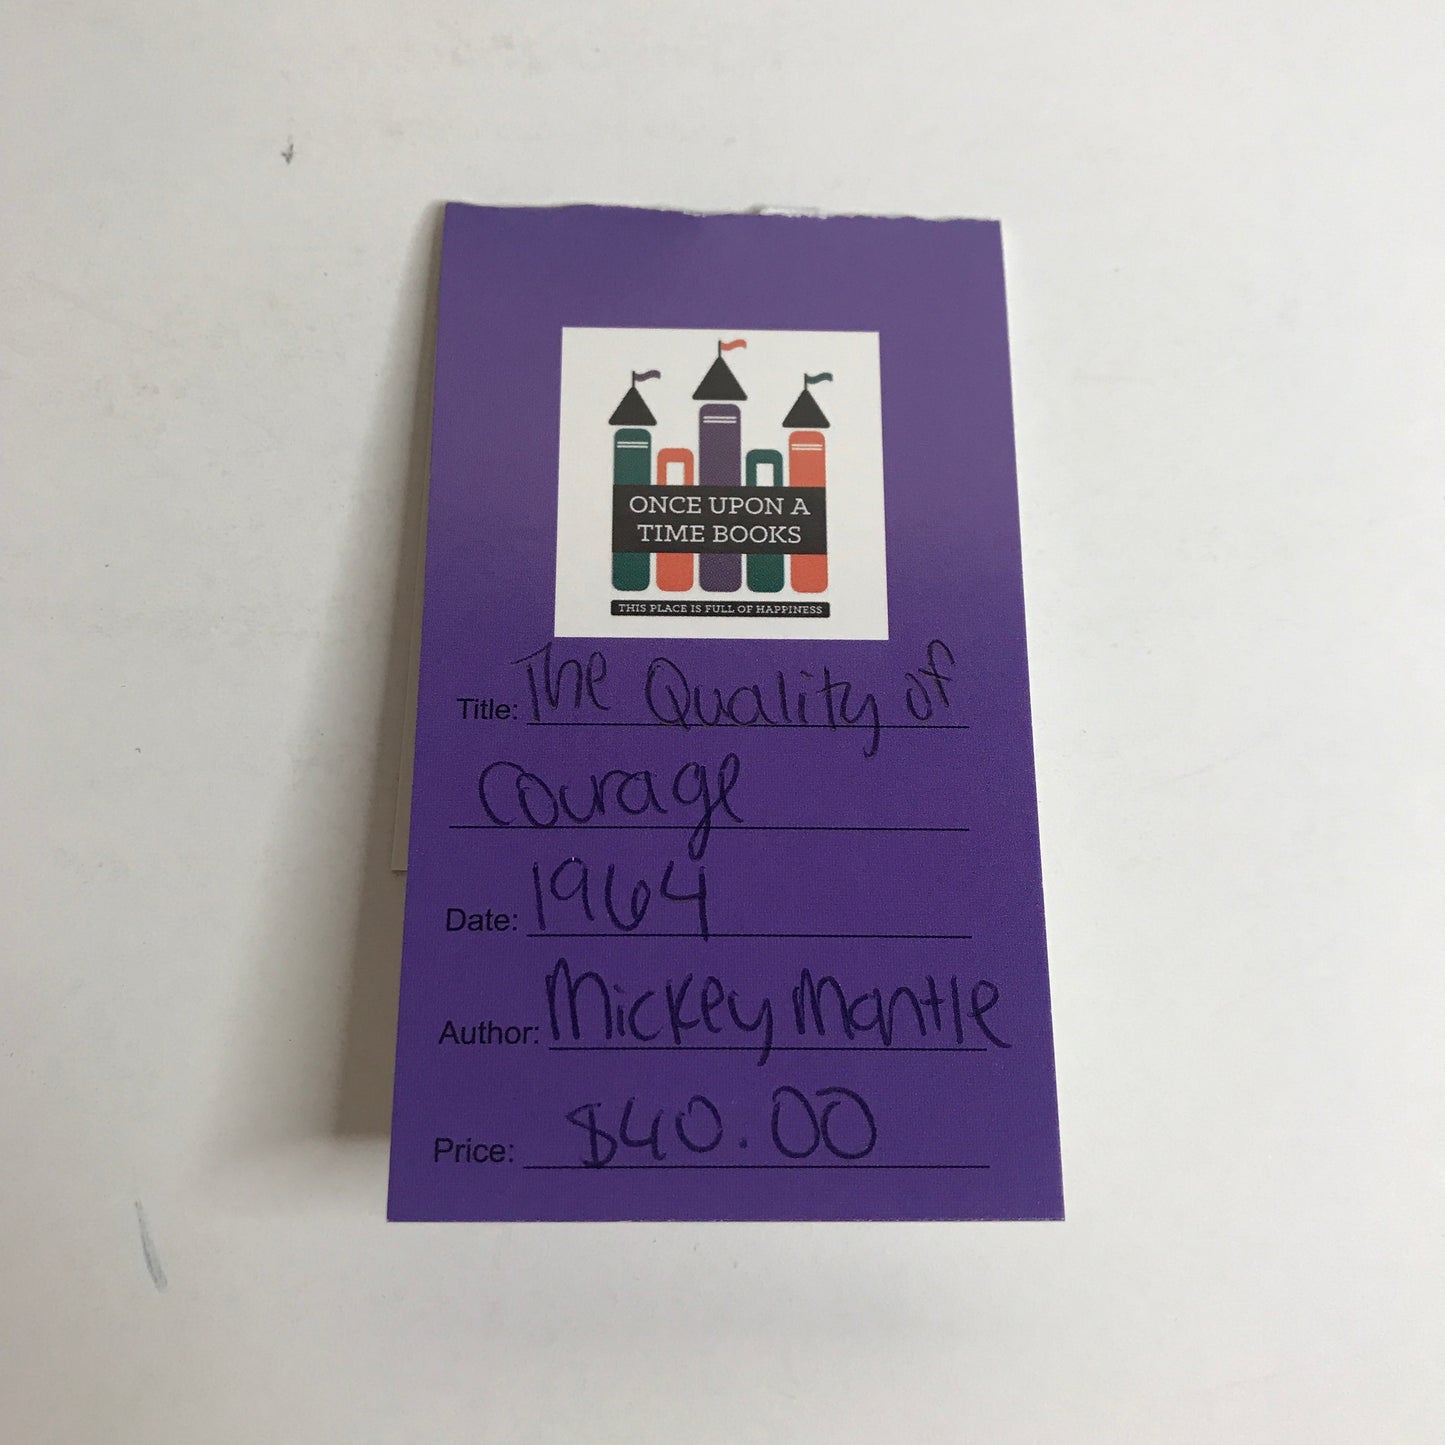 ONCE UPON A
TIME BOOKS
THIS PLACE IS FULL OF HAPPINESS
Title: The Quality of
Courage
Date: 1964
Author: Mickey Mantle
Price: $40.00